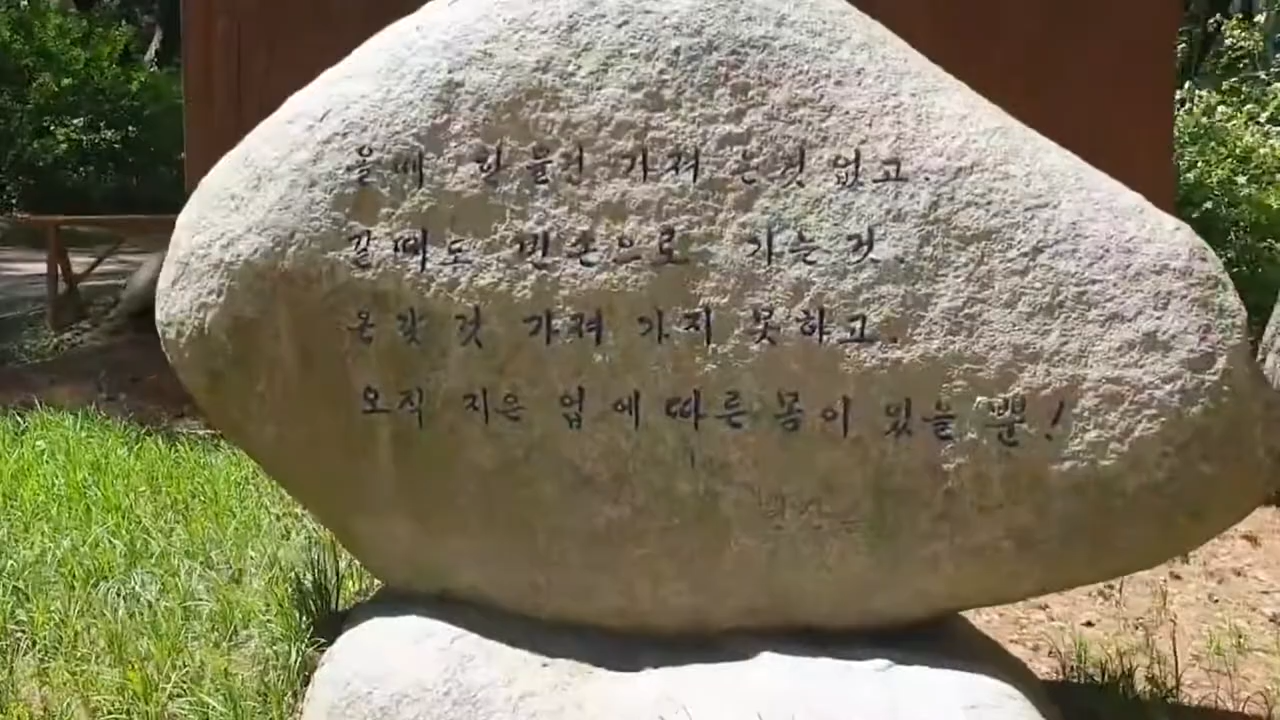 올때 한 물건 가져 온것 없고.
갈때도 빈손으로 가는 것.
온갖 것 가져 가지 못하고.
오직 지은 업에 따른 몸이 있을 뿐!